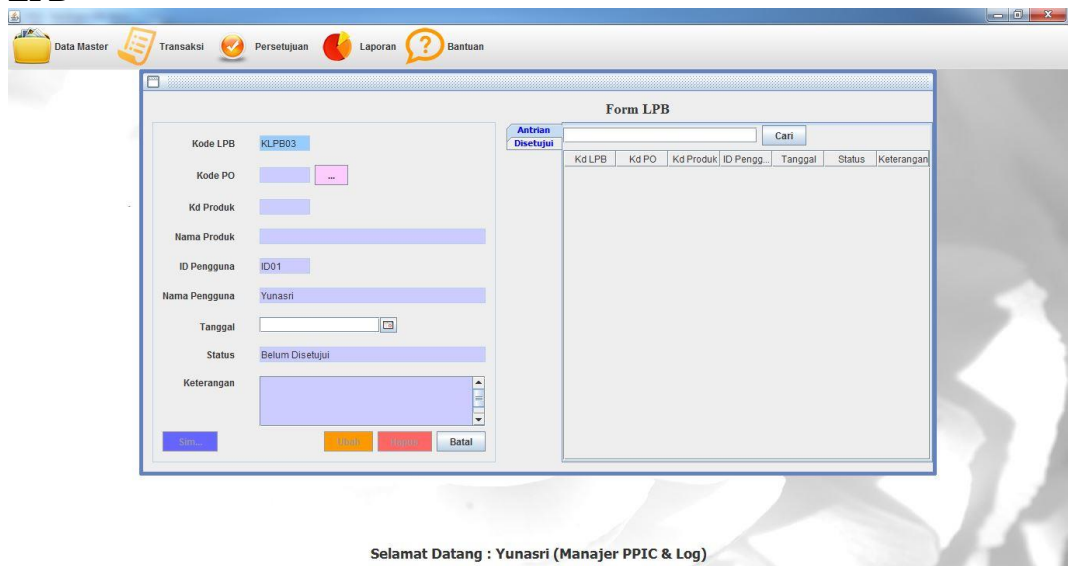 Data Master Transaksi Persetujuan Laporan ? Bantuan
Form LPB
Antrian
Disetujui
Cari
Kd LPB Kd PO Kd Produk ID Pengg... Tanggal Status Keterangan
Kode LPB KLPB03
Kode PO ...
Kd Produk
Nama Produk
ID Pengguna ID01
Nama Pengguna Yunasri
Tanggal
Status Belum Disetujui
Keterangan
Sim... Ubah Hapus Batal
Selamat Datang : Yunasri (Manajer PPIC & Log)